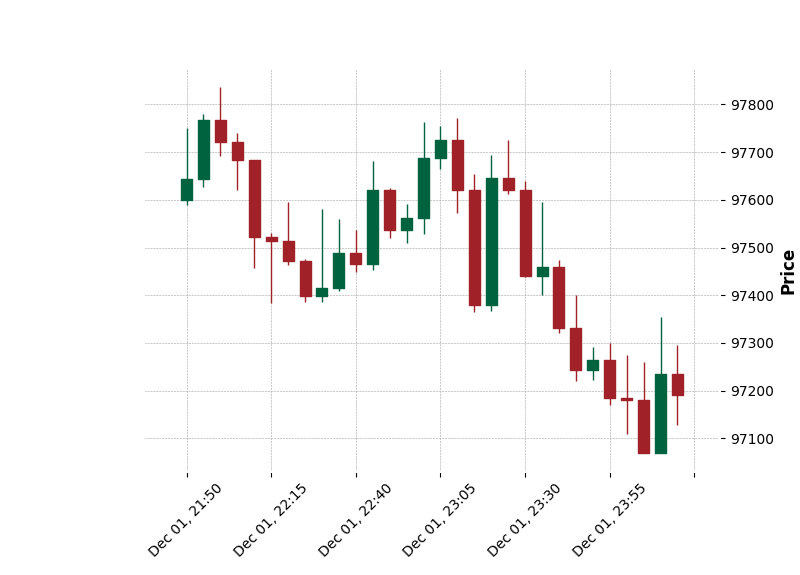 97800
97700
97600
97500
97400
97300
97200
97100
Price
Dec 01, 21:50
Dec 01, 22:15
Dec 01, 22:40
Dec 01, 23:05
Dec 01, 23:30
Dec 01, 23:55